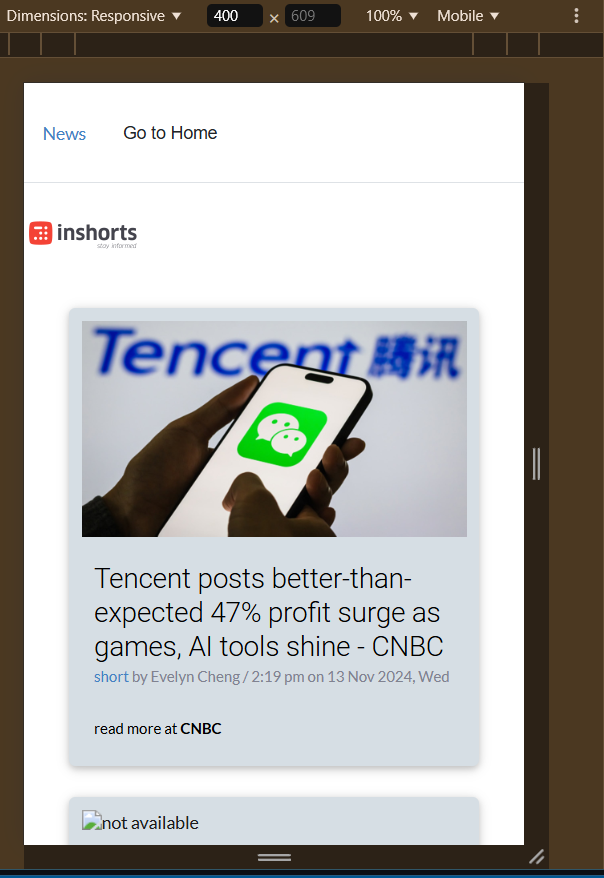 Dimensions: Responsive ▼ 400 × 609 100% ▼ Mobile ▼
News Go to Home
inshorts
stay informed
Tencent 腾讯
Tencent posts better-than-
expected 47% profit surge as
games, AI tools shine - CNBC
short by Evelyn Cheng / 2:19 pm on 13 Nov 2024, Wed
read more at CNBC
not available